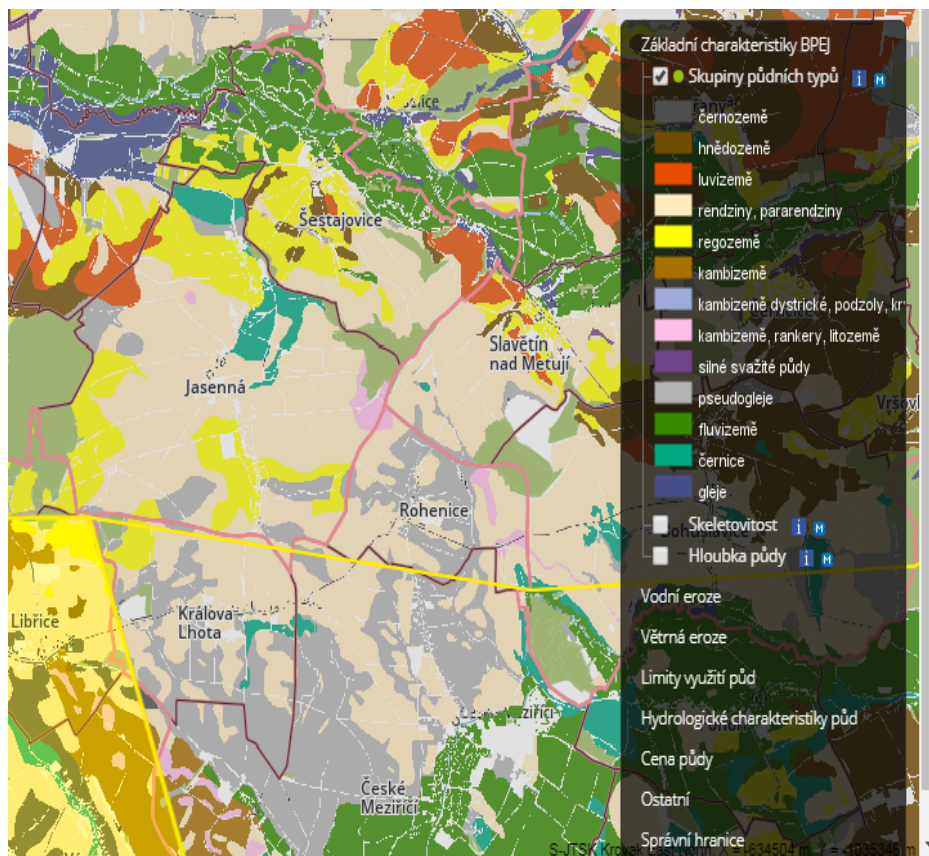 Základní charakteristiky BPEJ
Skupiny půdních typů
i
M
černozemě
hnědozemě
luvizemě
rendziny, pararendziny
regozemě
kambizemě
kambizemě dystrické, podzoly, kr
kambizemě, rankery, litozemě
silné svažité půdy
pseudogleje
fluvizemě
černice
gleje
Skeletovitost
i
M
Hloubka půdy
i
M
Vodní eroze
Větrná eroze
Limity využití půd
Hydrologické charakteristiky půd
Cena půdy
Ostatní
Správní hranice
Šestajovice
Slavětín
nad Metují
Jasenná
Rohenice
Bohuslavice
Králova
Lhota
Libřice
České
Meziříčí